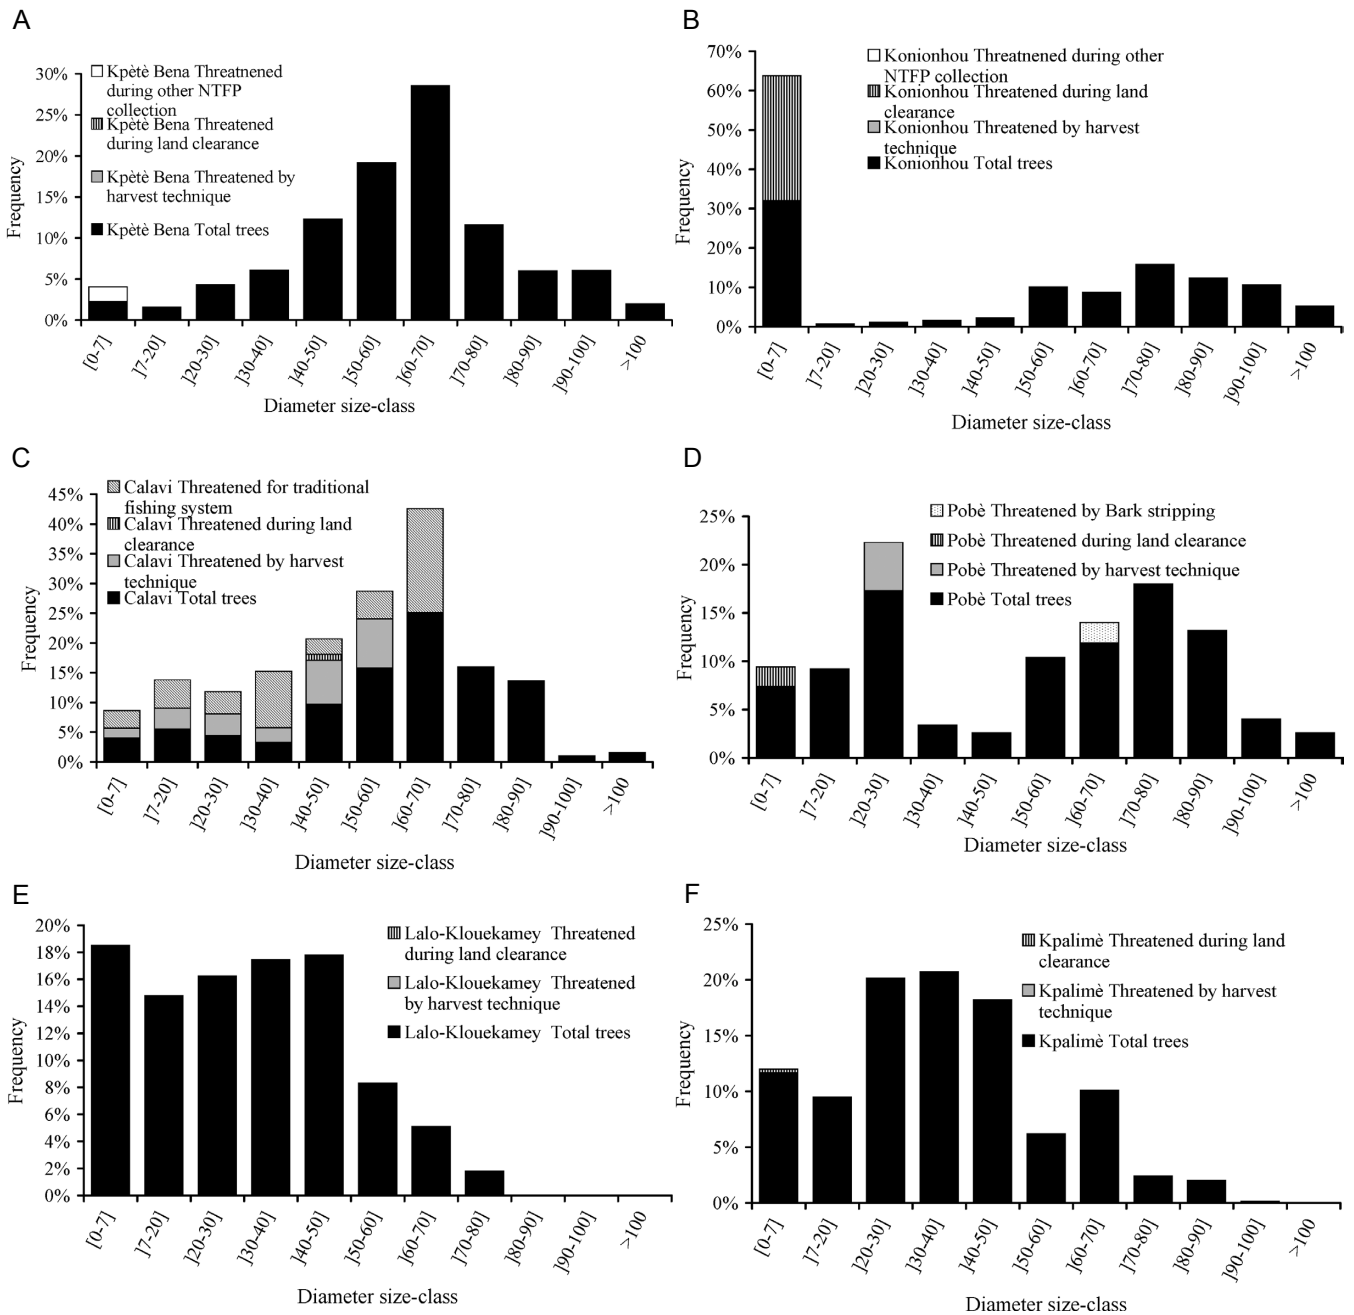 A
Kpètè Bena Threatnened
during other NTFP
collection
Kpètè Bena Threatened
during land clearance
Kpètè Bena Threatened by
harvest technique
Kpètè Bena Total trees
30%
25%
20%
15%
10%
5%
0%
Frequency
[0-7]
]7-20]
]20-30]
]30-40]
]40-50]
]50-60]
]60-70]
]70-80]
]80-90]
]90-100]
>100
Diameter size-class
B
Konionhou Threatnened during other
NTFP collection
Konionhou Threatened during land
clearance
Konionhou Threatened by harvest
technique
Konionhou Total trees
70%
60%
50%
40%
30%
20%
10%
0%
Frequency
[0-7]
]7-20]
]20-30]
]30-40]
]40-50]
]50-60]
]60-70]
]70-80]
]80-90]
]90-100]
>100
Diameter size-class
C
Calavi Threatened for traditional
fishing system
Calavi Threatened during land
clearance
Calavi Threatened by harvest
technique
Calavi Total trees
45%
40%
35%
30%
25%
20%
15%
10%
5%
0%
Frequency
[0-7]
]7-20]
]20-30]
]30-40]
]40-50]
]50-60]
]60-70]
]70-80]
]80-90]
]90-100]
>100
Diameter size-class
D
Pobè Threatened by Bark stripping
Pobè Threatened during land clearance
Pobè Threatened by harvest technique
Pobè Total trees
25%
20%
15%
10%
5%
0%
Frequency
[0-7]
]7-20]
]20-30]
]30-40]
]40-50]
]50-60]
]60-70]
]70-80]
]80-90]
]90-100]
>100
Diameter size-class
E
Lalo-Klouekamey Threatened
during land clearance
Lalo-Klouekamey Threatened
by harvest technique
Lalo-Klouekamey Total trees
20%
18%
16%
14%
12%
10%
8%
6%
4%
2%
0%
Frequency
[0-7]
]7-20]
]20-30]
]30-40]
]40-50]
]50-60]
]60-70]
]70-80]
]80-90]
]90-100]
>100
Diameter size-class
F
Kpalimè Threatened during land
clearance
Kpalimè Threatened by harvest
technique
Kpalimè Total trees
25%
20%
15%
10%
5%
0%
Frequency
[0-7]
]7-20]
]20-30]
]30-40]
]40-50]
]50-60]
]60-70]
]70-80]
]80-90]
]90-100]
>100
Diameter size-class